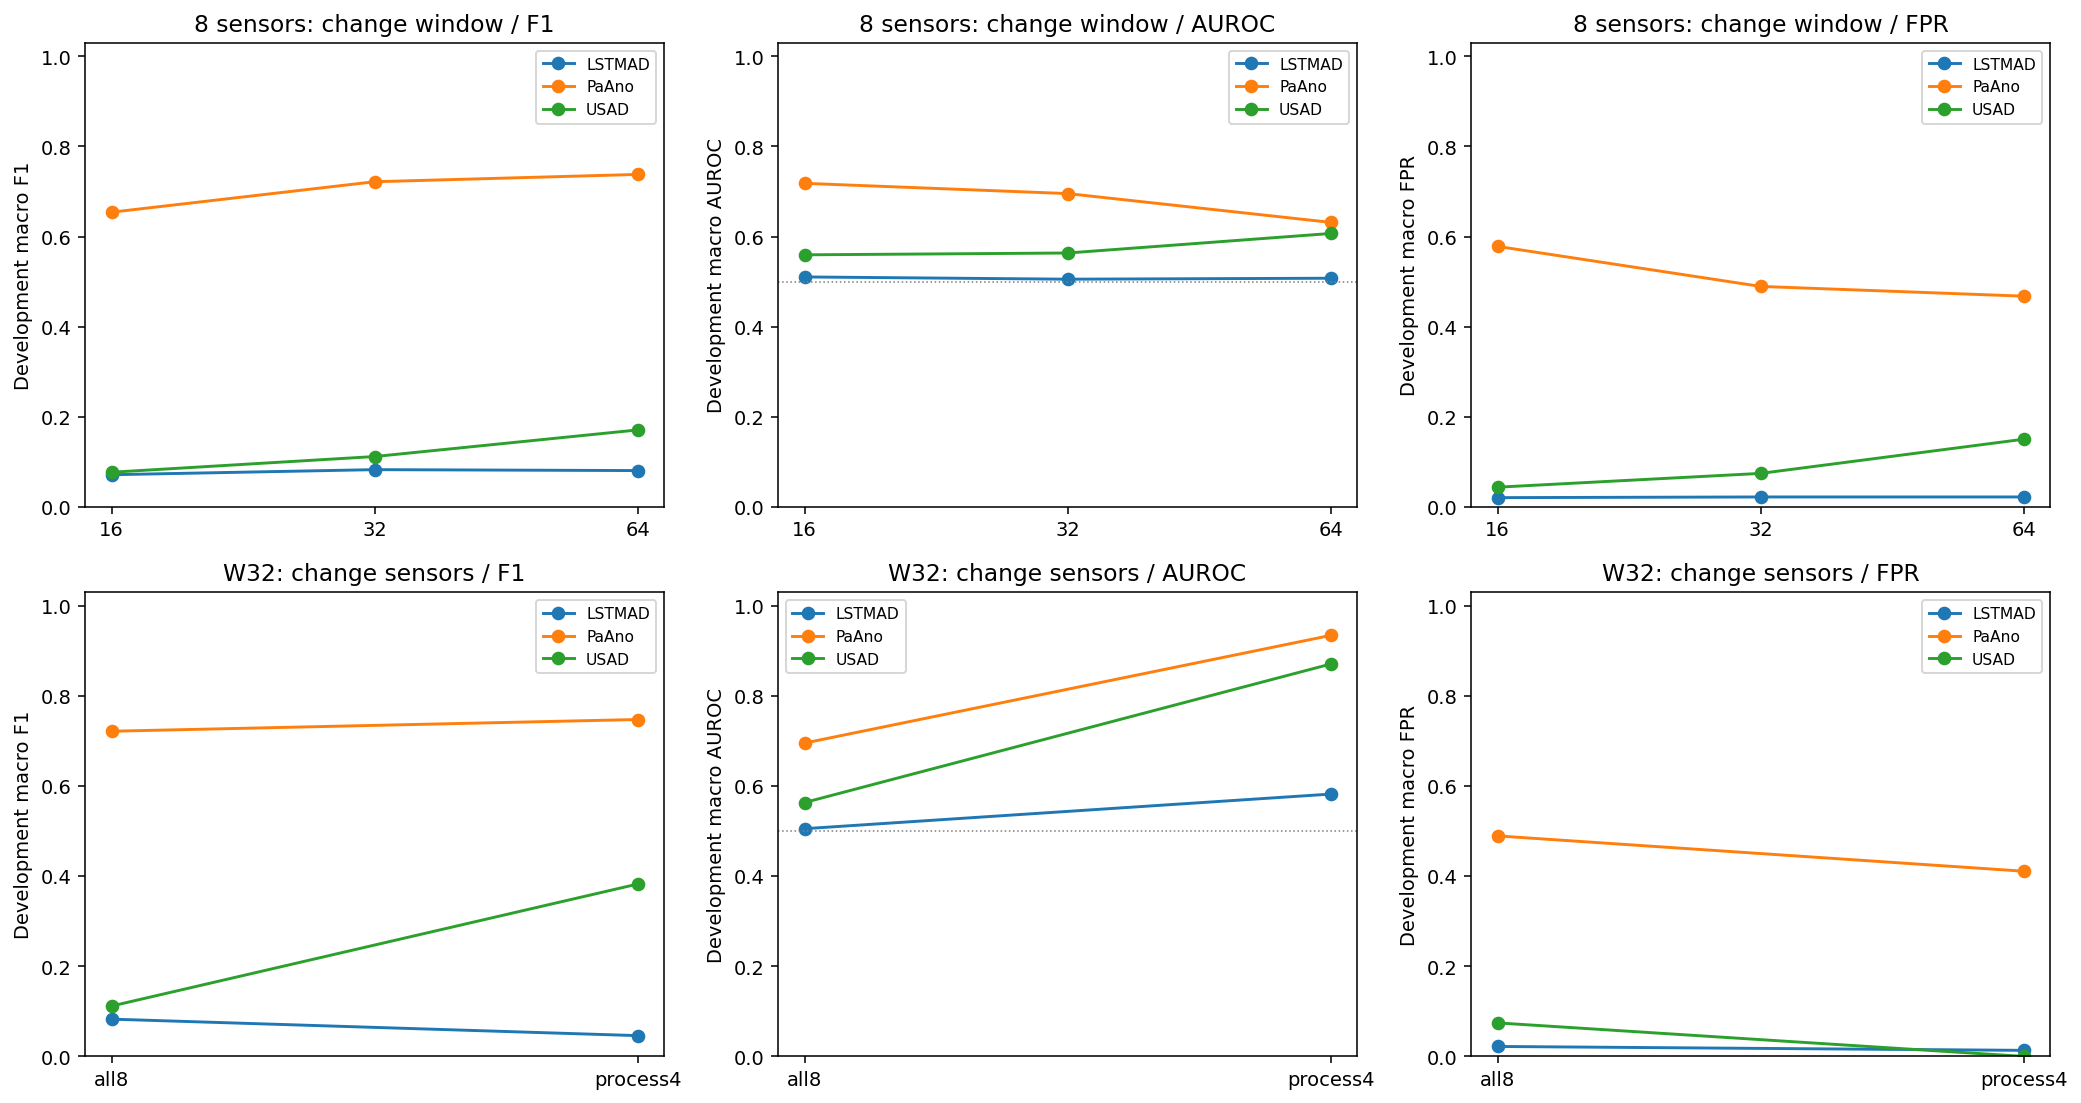 8 sensors: change window / F1
Development macro F1
1.0
0.8
0.6
0.4
0.2
0.0
16
32
64
LSTMAD
PaAno
USAD
8 sensors: change window / AUROC
Development macro AUROC
1.0
0.8
0.6
0.4
0.2
0.0
16
32
64
LSTMAD
PaAno
USAD
8 sensors: change window / FPR
Development macro FPR
1.0
0.8
0.6
0.4
0.2
0.0
16
32
64
LSTMAD
PaAno
USAD
W32: change sensors / F1
Development macro F1
1.0
0.8
0.6
0.4
0.2
0.0
all8
process4
LSTMAD
PaAno
USAD
W32: change sensors / AUROC
Development macro AUROC
1.0
0.8
0.6
0.4
0.2
0.0
all8
process4
LSTMAD
PaAno
USAD
W32: change sensors / FPR
Development macro FPR
1.0
0.8
0.6
0.4
0.2
0.0
all8
process4
LSTMAD
PaAno
USAD